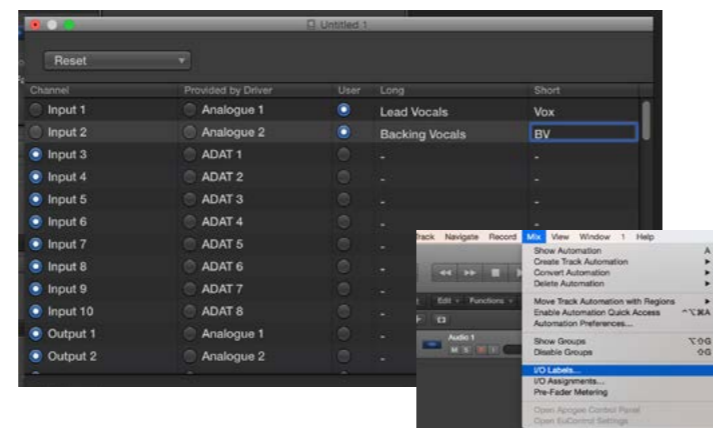 Untitled 1
Reset
Channel Provided by Driver User Long Short
Input 1 Analogue 1 Lead Vocals Vox
Input 2 Analogue 2 Backing Vocals BV
Input 3 ADAT 1 - -
Input 4 ADAT 2 - -
Input 5 ADAT 3 - -
Input 6 ADAT 4 - -
Input 7 ADAT 5 -
Input 8 ADAT 6 -
Input 9 ADAT 7 -
Input 10 ADAT 8 -
Output 1 Analogue 1 -
Output 2 Analogue 2 -
Track Navigate Record Mix View Window 1 Help
Show Automation A
Create Track Automation
Convert Automation
Delete Automation
Move Track Automation with Regions
Enable Automation Quick Access ^⌥⌘A
Automation Preferences...
Show Groups ⌥⇧G
Disable Groups ⇧G
I/O Labels...
I/O Assignments...
Pre-Fader Metering
Open Apogee Control Panel
Open EuControl Settings
Edit Functions
Audio 1
M S R I